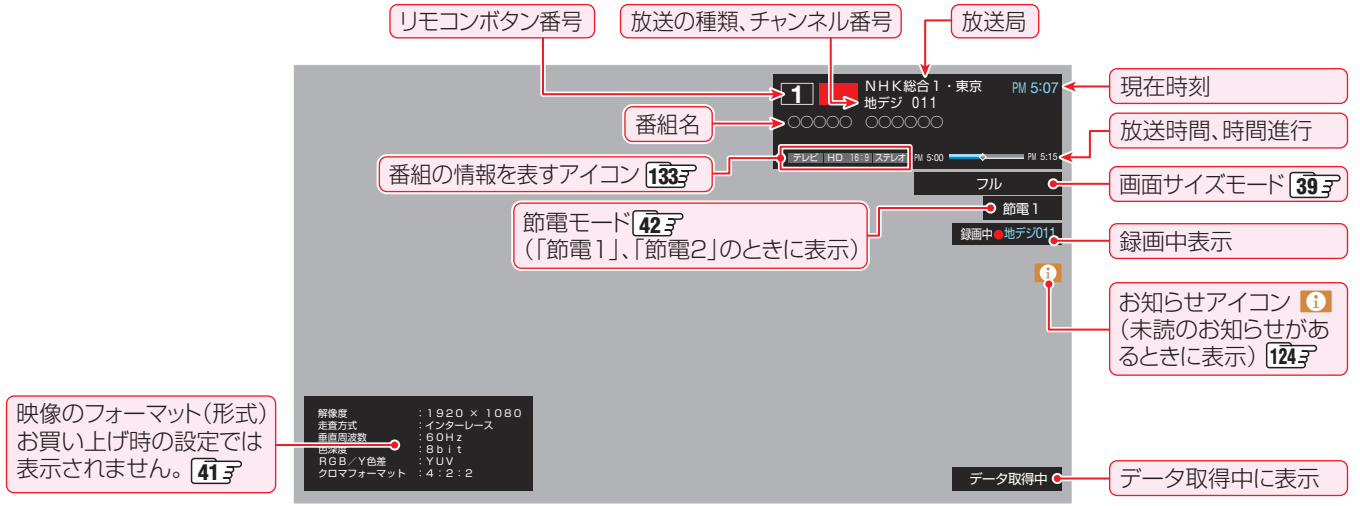 リモコンボタン番号
放送の種類、チャンネル番号
放送局
1
NHK総合1・東京
PM 5:07
地デジ 011
○○○○○ ○○○○○○
テレビ HD 16:9 ステレオ PM 5:00 PM 5:15
現在時刻
番組名
放送時間、時間進行
番組の情報を表すアイコン 133
フル
画面サイズモード 39
節電モード 42
(「節電1」、「節電2」のときに表示)
節電1
録画中●地デジ011
録画中表示
お知らせアイコン
(未読のお知らせがあ
るときに表示) 124
映像のフォーマット(形式)
お買い上げ時の設定では
表示されません。 41
解像度 :1920 × 1080
走査方式 :インターレース
垂直周波数 :60Hz
色深度 :8bit
RGB/Y色差 :YUV
クロマフォーマット :4:2:2
データ取得中
データ取得中に表示